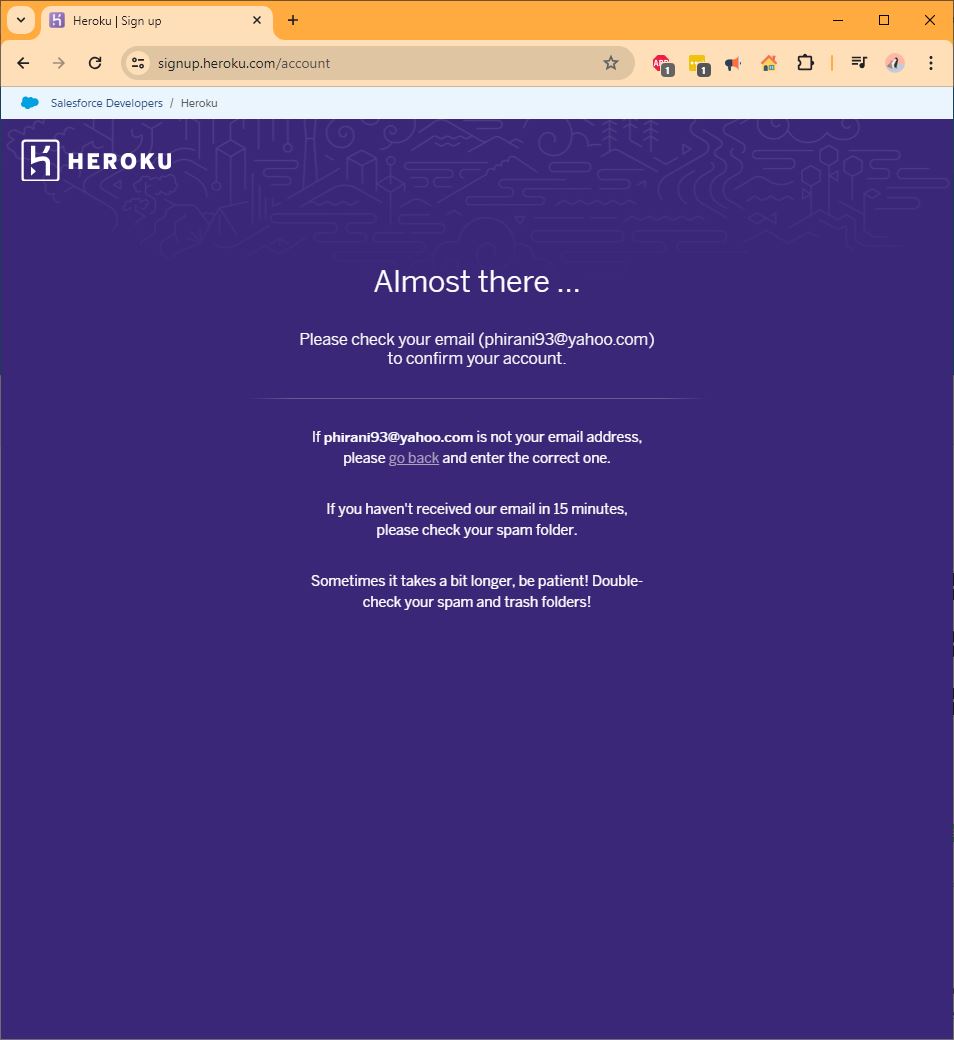 Heroku | Sign up
signup.heroku.com/account
ABP 1 1
Salesforce Developers / Heroku
HEROKU
Almost there ...
Please check your email (phirani93@yahoo.com)
to confirm your account.
If phirani93@yahoo.com is not your email address,
please go back and enter the correct one.
If you haven't received our email in 15 minutes,
please check your spam folder.
Sometimes it takes a bit longer, be patient! Double-
check your spam and trash folders!